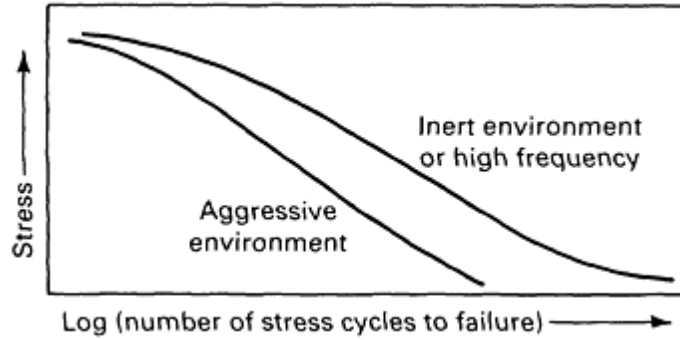 Stress
Inert environment
or high frequency
Aggressive
environment
Log (number of stress cycles to failure)